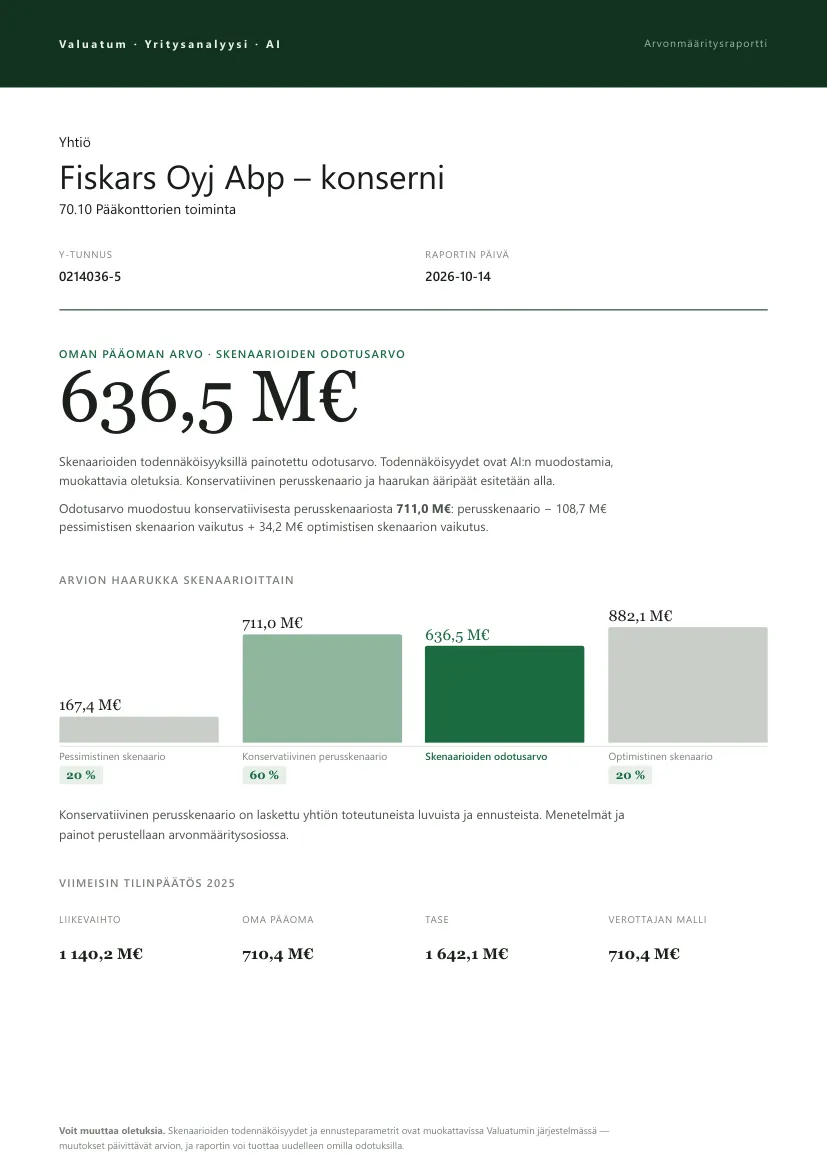 Valuatum · Yritysanalyysi · AI
Arvonmääritysraportti
Yhtiö
Fiskars Oyj Abp – konserni
70.10 Pääkonttorien toiminta
Y-TUNNUS
RAPORTIN PÄIVÄ
0214036-5
2026-10-14
OMAN PÄÄOMAN ARVO · SKENAARIOIDEN ODOTUSARVO
636,5 M€
Skenaarioiden todennäköisyyksillä painotettu odotusarvo. Todennäköisyydet ovat AI:n muodostamia,
muokattavia oletuksia. Konservatiivinen perusskenaario ja haarukan ääripäät esitetään alla.
Odotusarvo muodostuu konservatiivisesta perusskenaariosta 711,0 M€: perusskenaario − 108,7 M€
pessimistisen skenaarion vaikutus + 34,2 M€ optimistisen skenaarion vaikutus.
ARVION HAARUKKA SKENAARIOITTAIN
167,4 M€
711,0 M€
636,5 M€
882,1 M€
Pessimistinen skenaario
Konservatiivinen perusskenaario
Skenaarioiden odotusarvo
Optimistinen skenaario
20 %
60 %
20 %
Konservatiivinen perusskenaario on laskettu yhtiön toteutuneista luvuista ja ennusteista. Menetelmät ja
painot perustellaan arvonmääritysosiossa.
VIIMEISIN TILINPÄÄTÖS 2025
LIIKEVAIHTO
OMA PÄÄOMA
TASE
VEROTTAJAN MALLI
1 140,2 M€
710,4 M€
1 642,1 M€
710,4 M€
Voit muuttaa oletuksia. Skenaarioiden todennäköisyydet ja ennusteparametrit ovat muokattavissa Valuatumin järjestelmässä —
muutokset päivittävät arvion, ja raportin voi tuottaa uudelleen omilla odotuksilla.